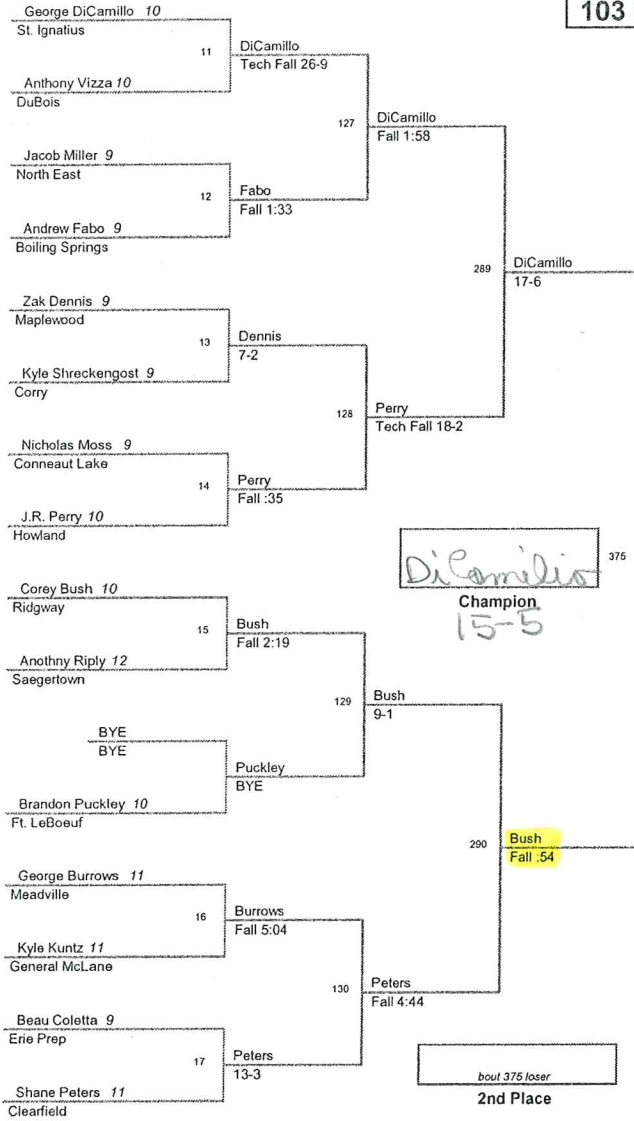 103
George DiCamillo 10
St. Ignatius
11
DiCamillo
Tech Fall 26-9
Anthony Vizza 10
DuBois
127
DiCamillo
Fall 1:58
Jacob Miller 9
North East
12
Fabo
Fall 1:33
Andrew Fabo 9
Boiling Springs
289
DiCamillo
17-6
Zak Dennis 9
Maplewood
13
Dennis
7-2
Kyle Shreckengost 9
Corry
128
Perry
Tech Fall 18-2
Nicholas Moss 9
Conneaut Lake
14
Perry
Fall :35
J.R. Perry 10
Howland
DiCamilio
375
Champion
15-5
Corey Bush 10
Ridgway
15
Bush
Fall 2:19
Anothny Riply 12
Saegertown
129
Bush
9-1
BYE
BYE
Puckley
BYE
Brandon Puckley 10
Ft. LeBoeuf
290
Bush
Fall :54
George Burrows 11
Meadville
16
Burrows
Fall 5:04
Kyle Kuntz 11
General McLane
130
Peters
Fall 4:44
Beau Coletta 9
Erie Prep
17
Peters
13-3
Shane Peters 11
Clearfield
bout 375 loser
2nd Place